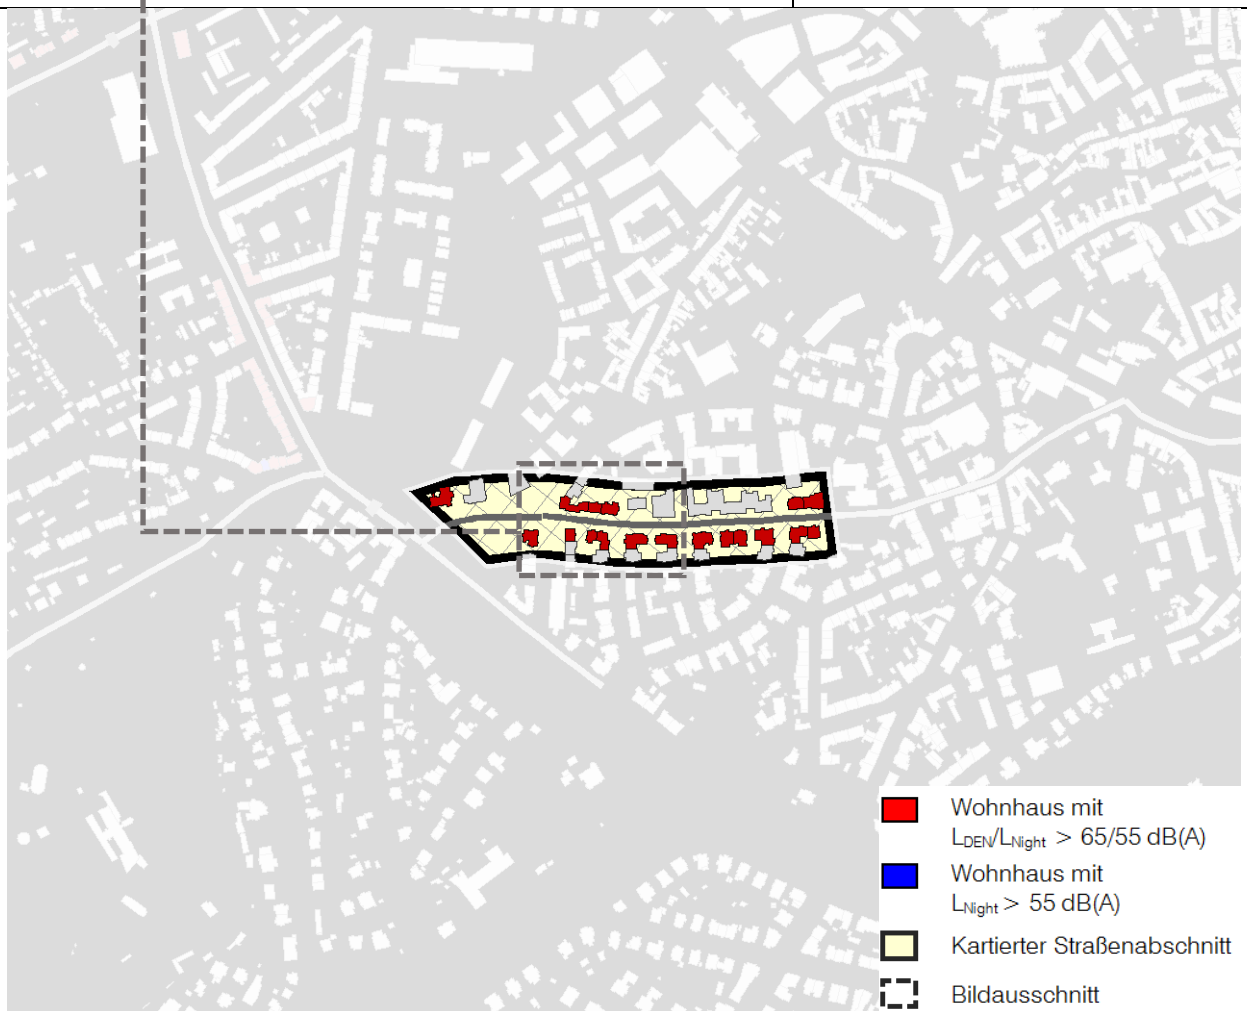 Wohnhaus mit
LDEN/LNight > 65/55 dB(A)
Wohnhaus mit
LNight > 55 dB(A)
Kartierter Straßenabschnitt
Bildausschnitt